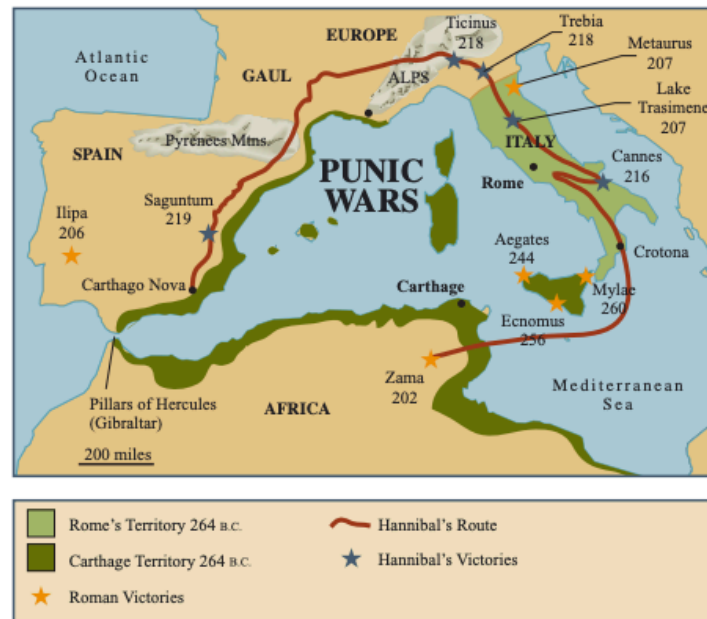 Atlantic
Ocean
EUROPE
Ticinus
218
Trebia
218
Metaurus
207
GAUL
ALPS
Lake
Trasimene
207
SPAIN
Pyrenees Mtns.
PUNIC
WARS
ITALY
Rome
Cannes
216
Saguntum
219
Ilipa
206
Carthago Nova
Aegates
244
Crotona
Carthage
Mylae
260
Ecnomus
256
Zama
202
Mediterranean
Sea
Pillars of Hercules
(Gibraltar)
AFRICA
200 miles
Rome's Territory 264 B.C.
Hannibal's Route
Carthage Territory 264 B.C.
Hannibal's Victories
Roman Victories